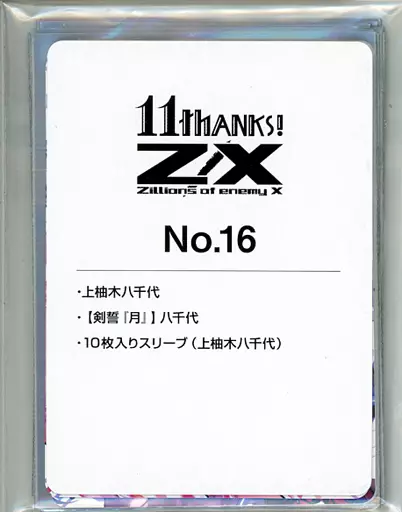 11thANKS!
Z/X
Zillions of enemy X
No.16
・上柚木八千代
・【剣誓『月』】八千代
・10枚入りスリーブ（上柚木八千代）